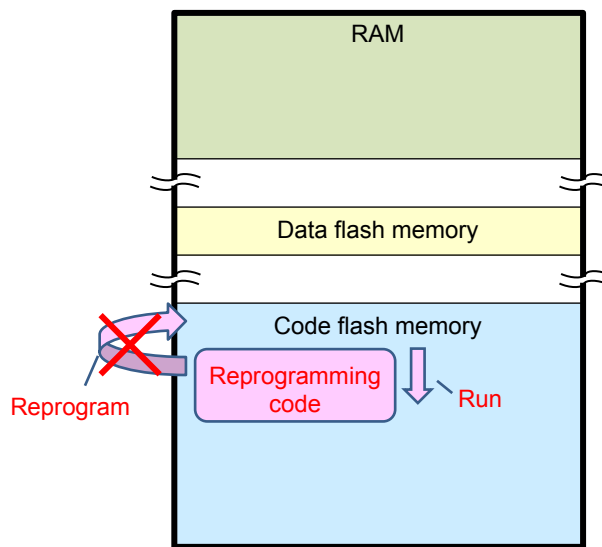 RAM
Data flash memory
Code flash memory
Reprogramming
code
Run
Reprogram